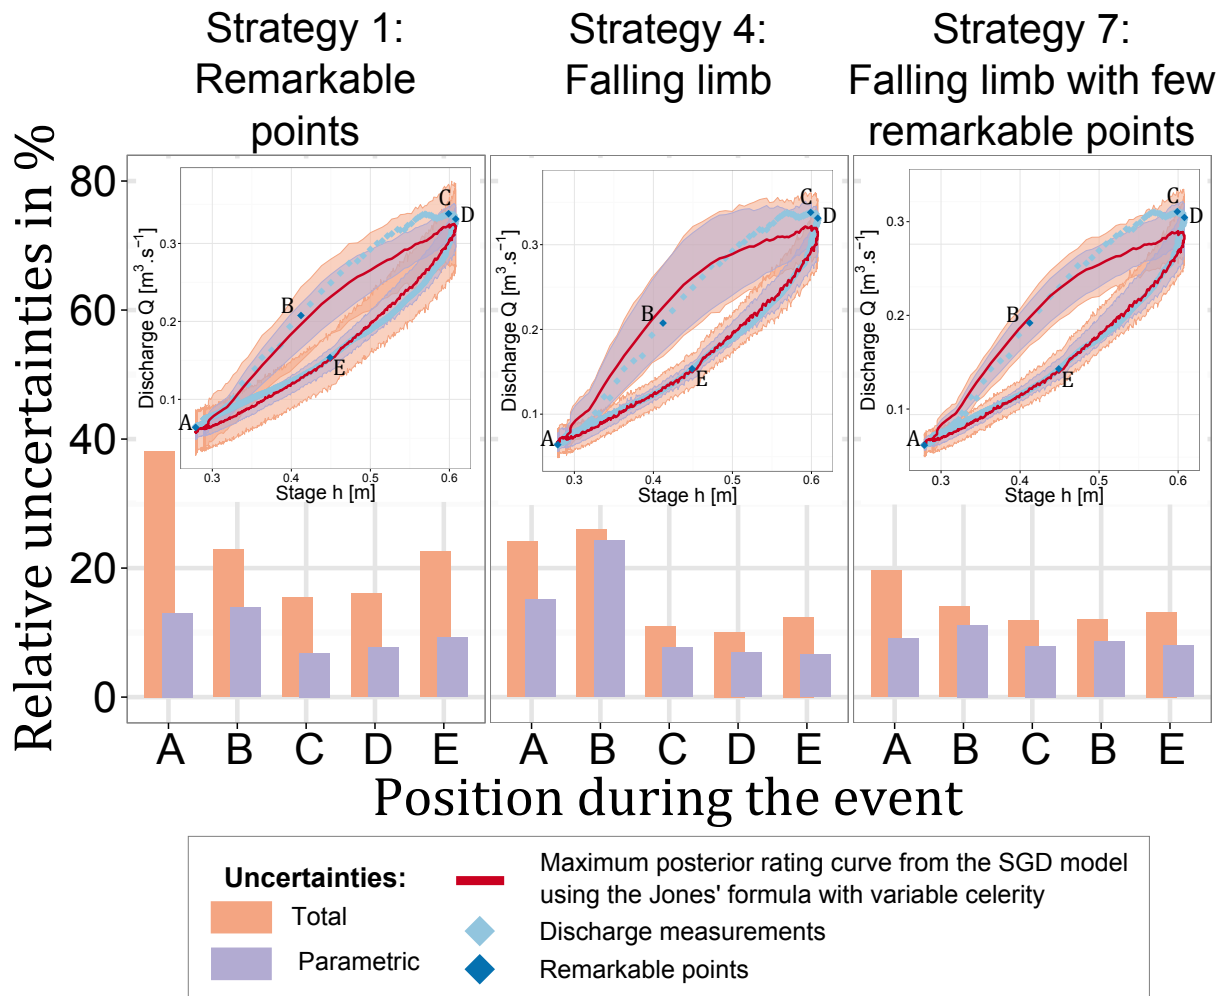 Strategy 1:
Remarkable
points
Strategy 4:
Falling limb
Strategy 7:
Falling limb with few
remarkable points
Relative uncertainties in %
80
60
40
20
0
Discharge Q [m³.s⁻¹]
0.3
0.2
0.1
A
B
C
D
E
0.3 0.4 0.5 0.6
Stage h [m]
Discharge Q [m³.s⁻¹]
0.3
0.2
0.1
A
B
C
D
E
0.3 0.4 0.5 0.6
Stage h [m]
Discharge Q [m³.s⁻¹]
0.3
0.2
0.1
A
B
C
D
E
0.3 0.4 0.5 0.6
Stage h [m]
A B C D E
A B C D E
A B C B E
Position during the event
Uncertainties:
Total
Parametric
Maximum posterior rating curve from the SGD model
using the Jones' formula with variable celerity
Discharge measurements
Remarkable points